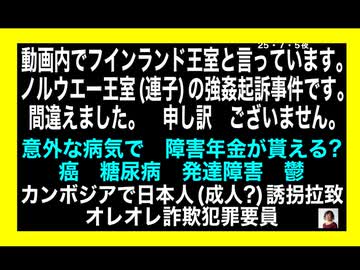 25・7・5夜
動画内でフインランド王室と言っています。
ノルウエー王室(連子)の強姦起訴事件です。
間違えました。　申し訳　ございません。
意外な病気で　障害年金が貰える?
癌　糖尿病　発達障害　鬱
カンボジアで日本人(成人?)誘拐拉致
オレオレ詐欺犯罪要員